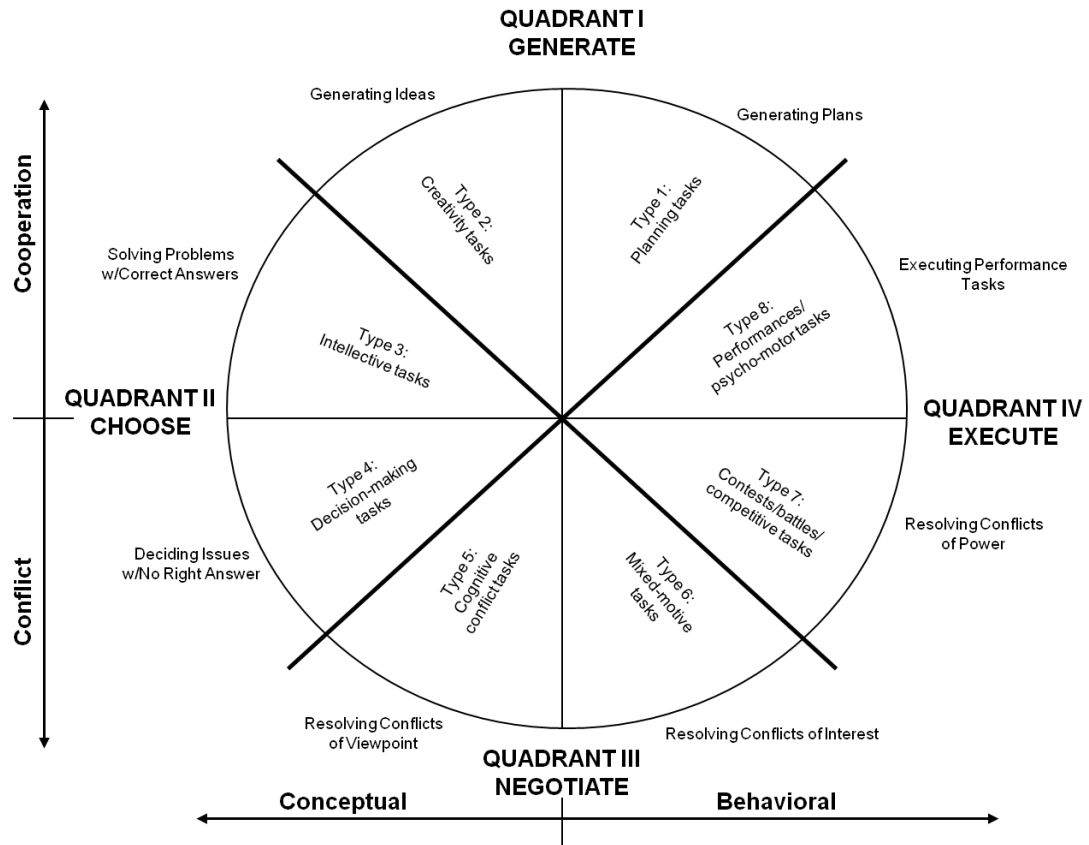 QUADRANT I
GENERATE
Generating Ideas
Generating Plans
Cooperation
Type 2:
Creativity tasks
Type 1:
Planning tasks
Solving Problems
w/Correct Answers
Executing Performance
Tasks
Type 3:
Intellective tasks
Type 8:
Performances/
psycho-motor tasks
QUADRANT II
CHOOSE
QUADRANT IV
EXECUTE
Type 4:
Decision-making
tasks
Type 7:
Contests/battles/
competitive tasks
Conflict
Deciding Issues
w/No Right Answer
Type 5:
Cognitive
conflict tasks
Type 6:
Mixed-motive
tasks
Resolving Conflicts
of Power
Resolving Conflicts
of Viewpoint
Resolving Conflicts of Interest
QUADRANT III
NEGOTIATE
Conceptual
Behavioral